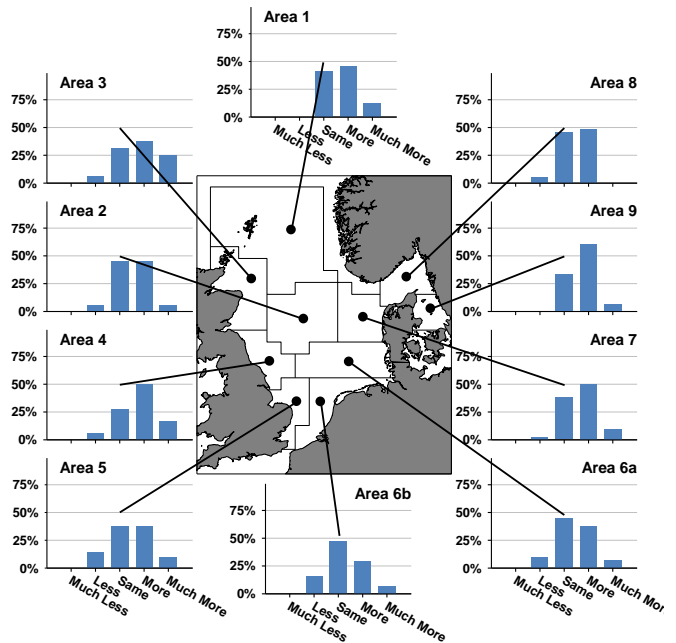 Area 1
75%
50%
25%
0%
Much Less
Less
Same
More
Much More
Area 3
75%
50%
25%
0%
Area 8
75%
50%
25%
0%
Area 2
75%
50%
25%
0%
Area 9
75%
50%
25%
0%
Area 4
75%
50%
25%
0%
Area 7
75%
50%
25%
0%
Area 5
75%
50%
25%
0%
Much Less
Less
Same
More
Much More
Area 6b
75%
50%
25%
0%
Much Less
Less
Same
More
Much More
Area 6a
75%
50%
25%
0%
Much Less
Less
Same
More
Much More